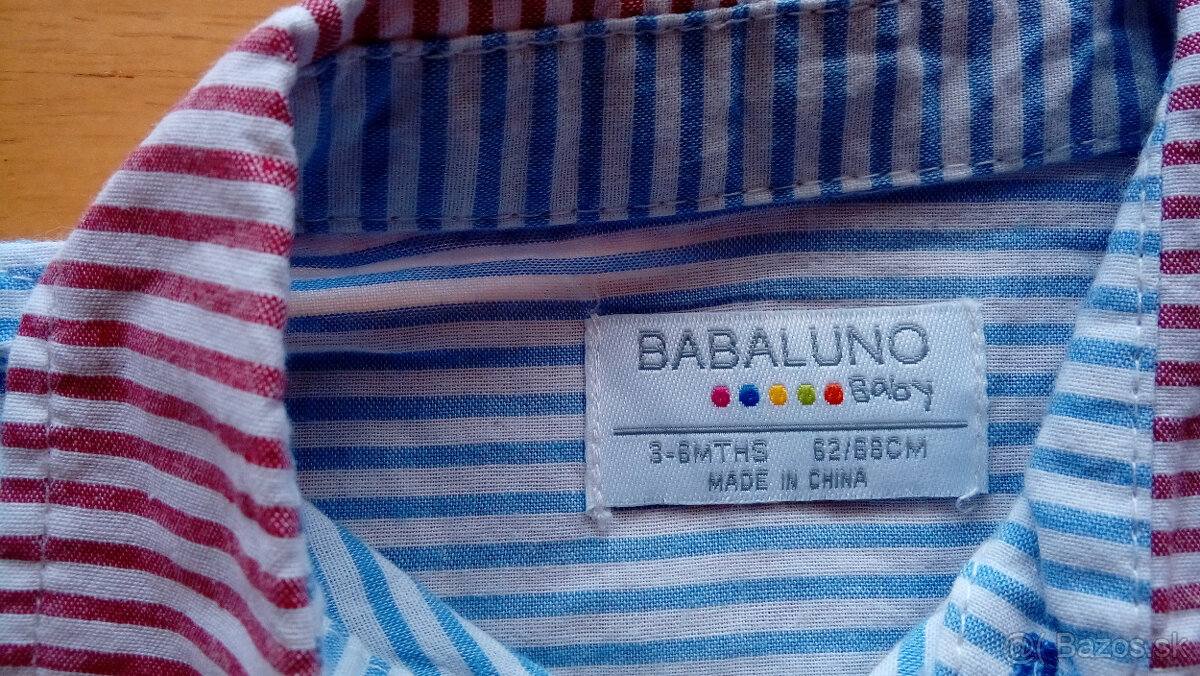 BABALUNO
Baby
3-6MTHS 62/68CM
MADE IN CHINA
Bazos.sk